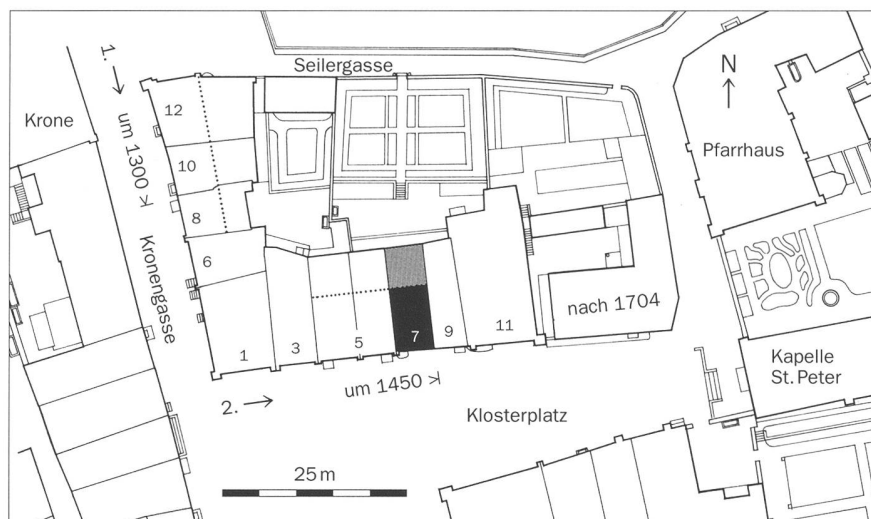 Seilergasse
1.
N
Krone
12
um 1300
Pfarrhaus
10
8
Kronengasse
6
nach 1704
1
3
5
7
9
11
Kapelle
St. Peter
2.
um 1450
Klosterplatz
25 m